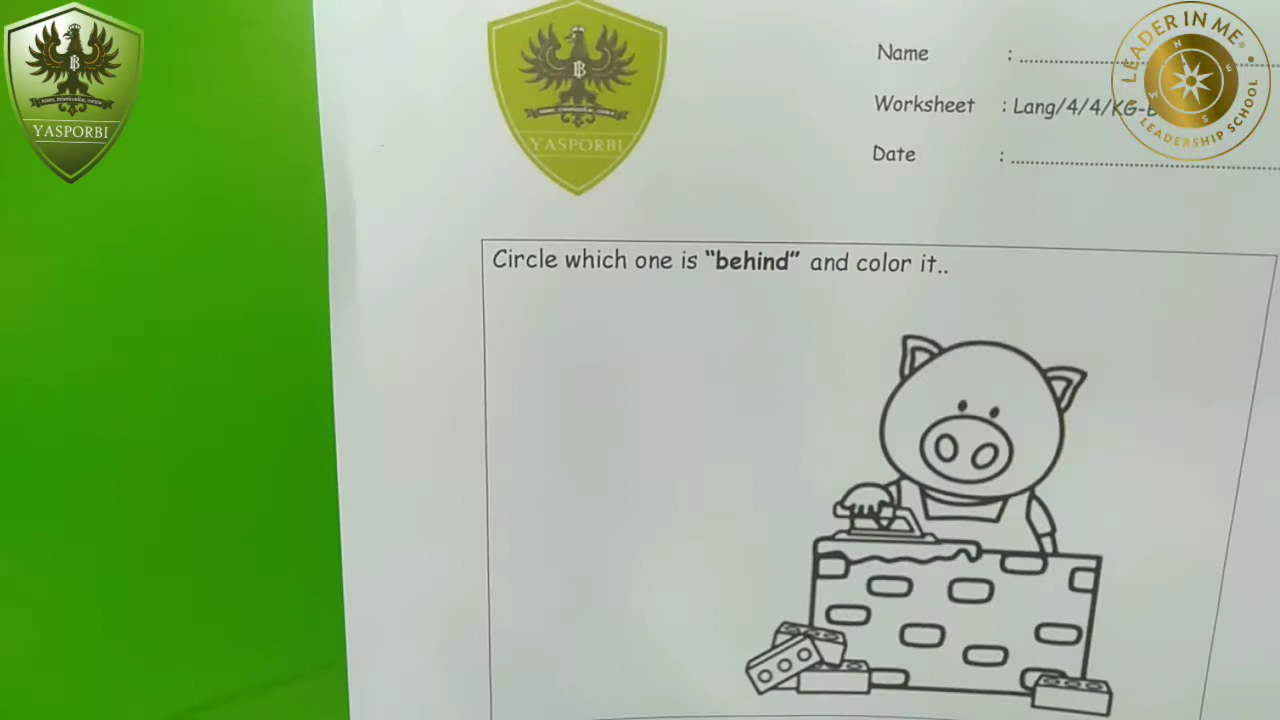 YASPORBI
YASPORBI
Name : ..............................
Worksheet : Lang/4/4/KG-B
Date : ..............................
LEADER IN ME®
N
E
S
W
LEADERSHIP SCHOOL
Circle which one is “behind” and color it..